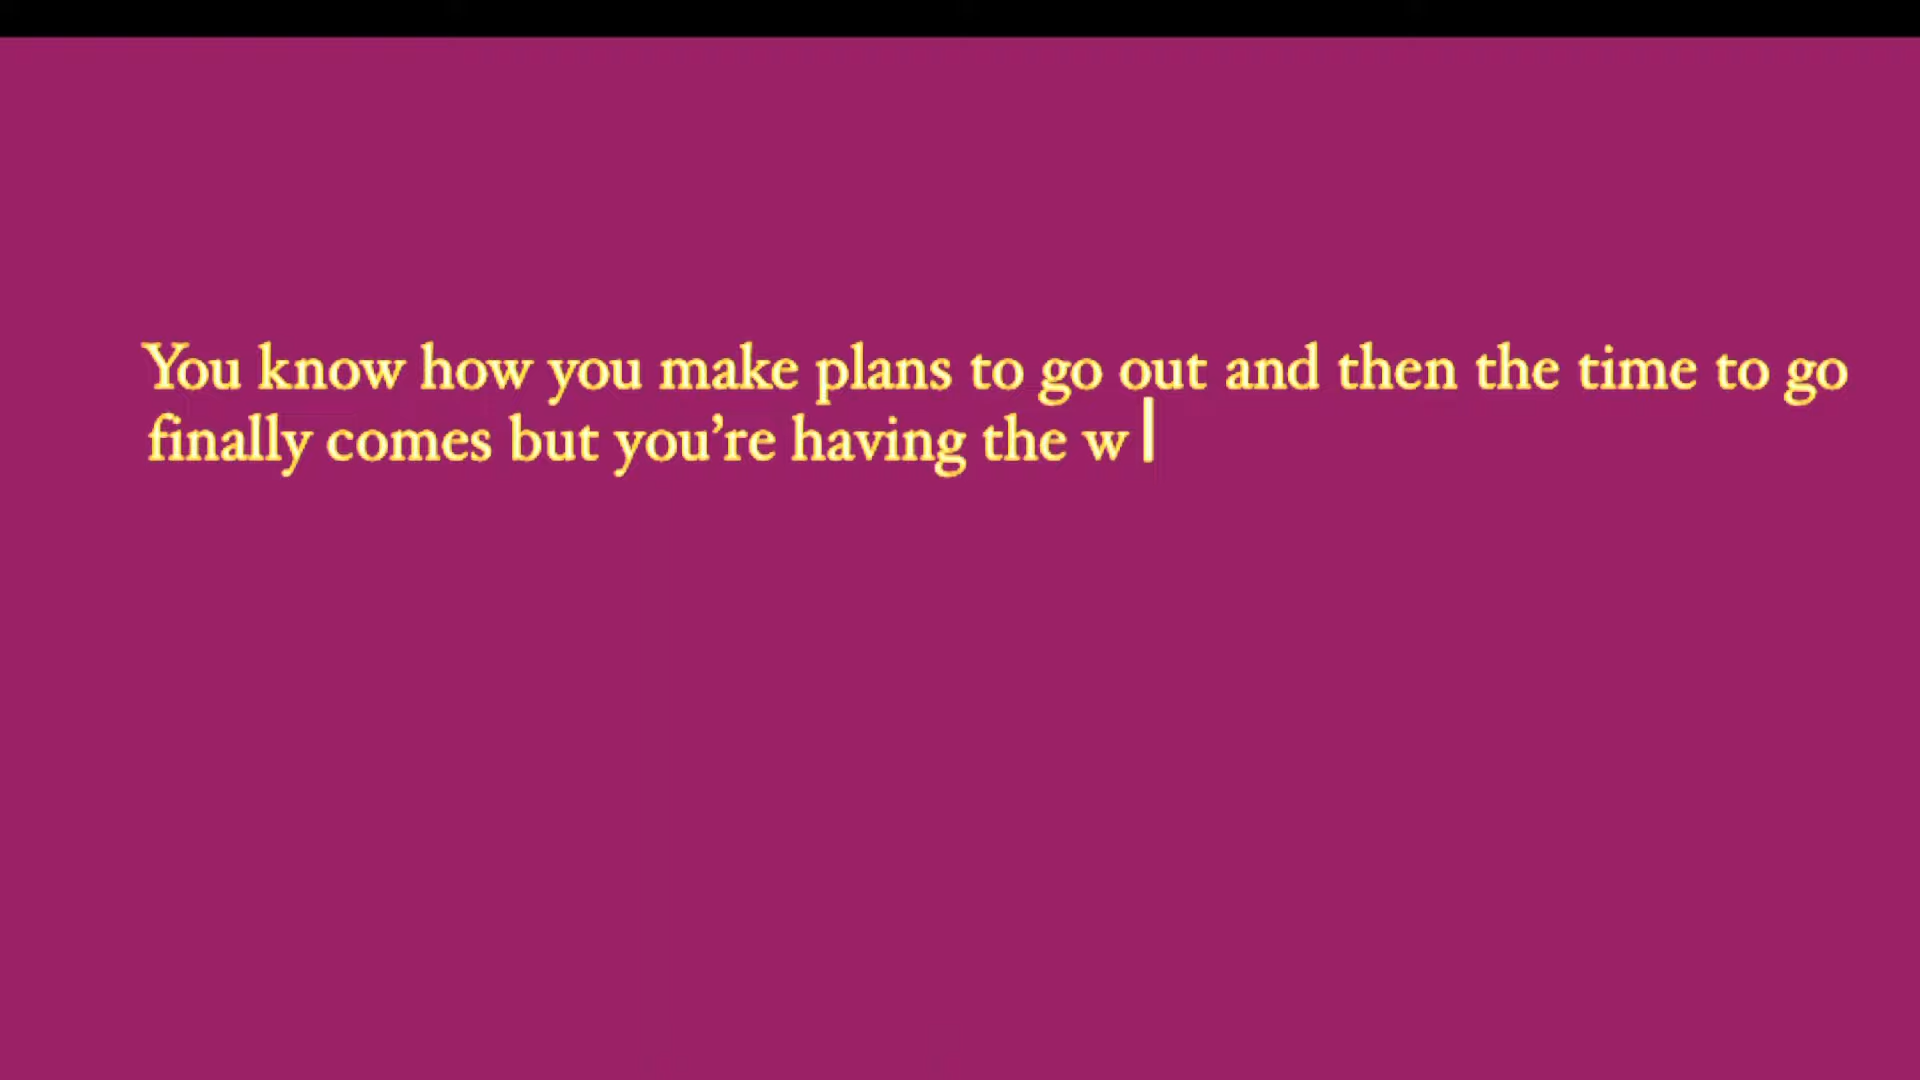 You know how you make plans to go out and then the time to go
finally comes but you’re having the w